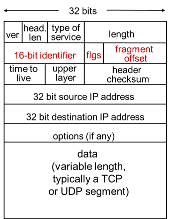 32 bits
ver head. len type of service length
16-bit identifier flgs fragment offset
time to live upper layer header checksum
32 bit source IP address
32 bit destination IP address
options (if any)
data
(variable length,
typically a TCP
or UDP segment)